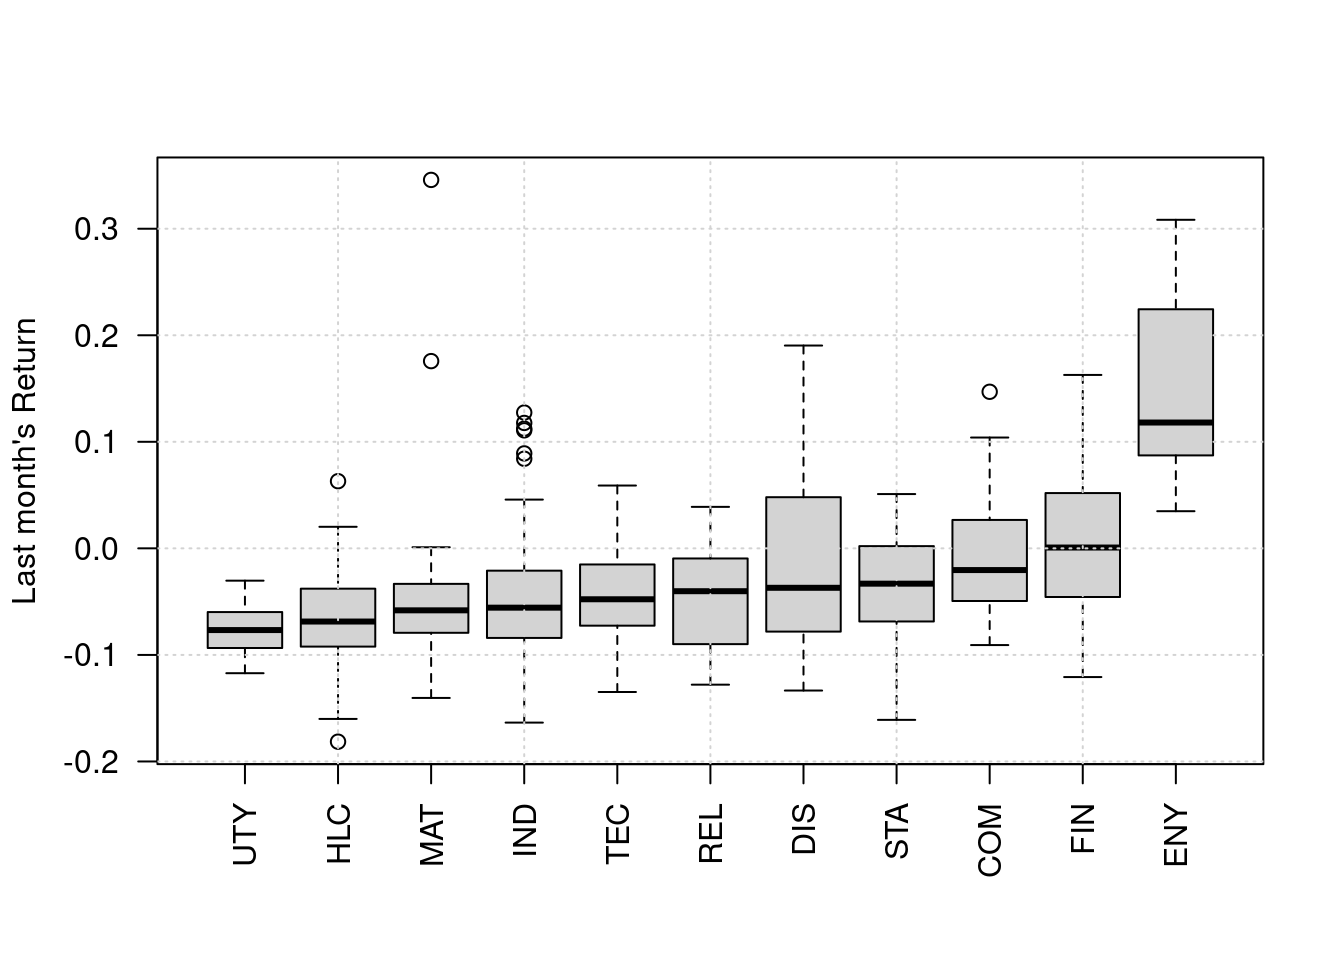 Last month's Return
0.3
0.2
0.1
0.0
-0.1
-0.2
UTY
HLC
MAT
IND
TEC
REL
DIS
STA
COM
FIN
ENY